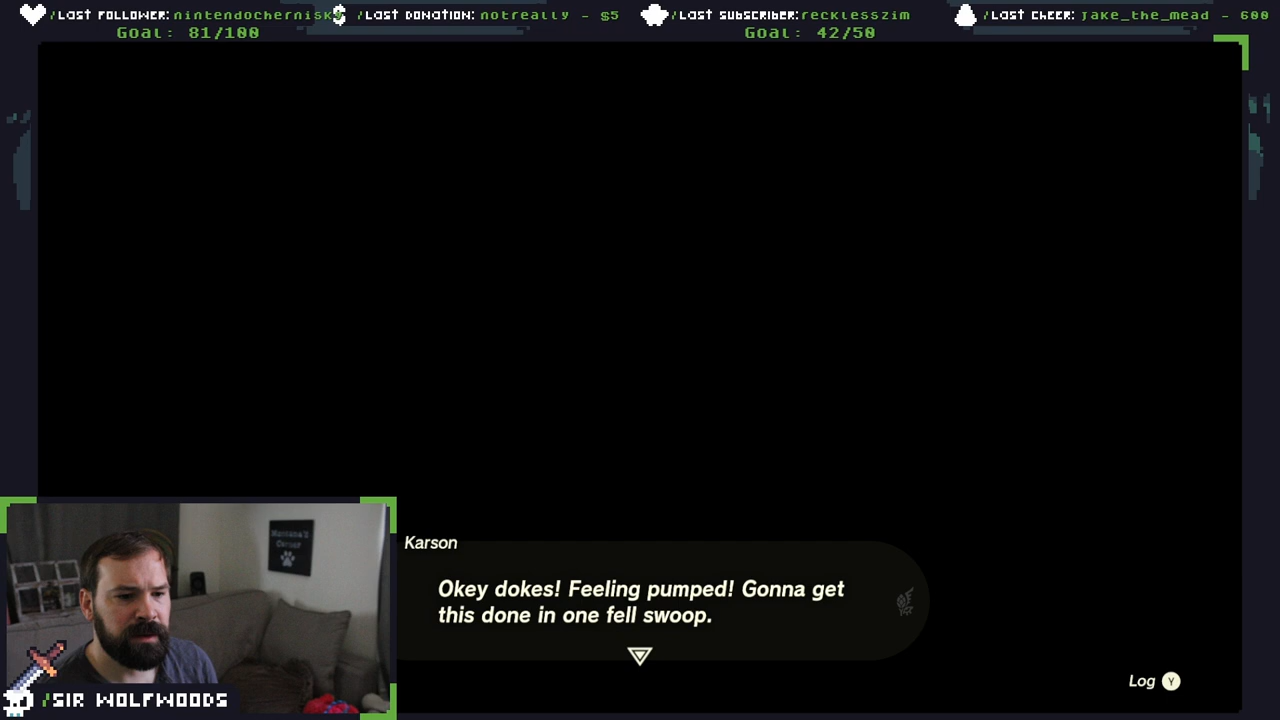 /Last Follower: nintendochernisky
/Last Donation: notreally - $5
/Last Subscriber: recklesszim
/Last Cheer: jake_the_mead - 600
Goal: 81/100
Goal: 42/50
Karson
Okey dokes! Feeling pumped! Gonna get
this done in one fell swoop.
Log Y
/SIR WOLFWOODS